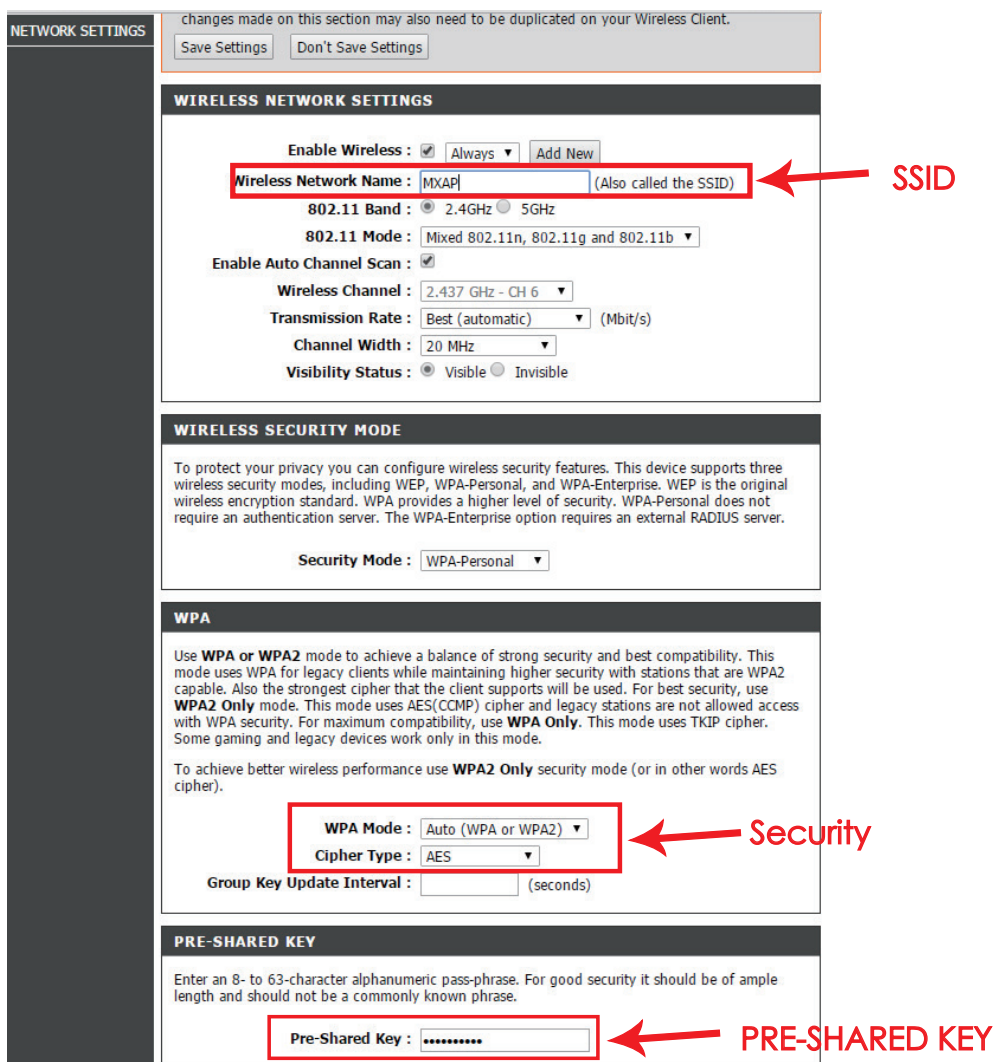 changes made on this section may also need to be duplicated on your Wireless Client.
NETWORK SETTINGS
Save Settings Don't Save Settings
WIRELESS NETWORK SETTINGS
Enable Wireless : Always ▼ Add New
Wireless Network Name : MXAP (Also called the SSID) SSID
802.11 Band : 2.4GHz 5GHz
802.11 Mode : Mixed 802.11n, 802.11g and 802.11b ▼
Enable Auto Channel Scan :
Wireless Channel : 2.437 GHz - CH 6 ▼
Transmission Rate : Best (automatic) ▼ (Mbit/s)
Channel Width : 20 MHz ▼
Visibility Status : Visible Invisible
WIRELESS SECURITY MODE
To protect your privacy you can configure wireless security features. This device supports three
wireless security modes, including WEP, WPA-Personal, and WPA-Enterprise. WEP is the original
wireless encryption standard. WPA provides a higher level of security. WPA-Personal does not
require an authentication server. The WPA-Enterprise option requires an external RADIUS server.
Security Mode : WPA-Personal ▼
WPA
Use WPA or WPA2 mode to achieve a balance of strong security and best compatibility. This
mode uses WPA for legacy clients while maintaining higher security with stations that are WPA2
capable. Also the strongest cipher that the client supports will be used. For best security, use
WPA2 Only mode. This mode uses AES(CCMP) cipher and legacy stations are not allowed access
with WPA security. For maximum compatibility, use WPA Only. This mode uses TKIP cipher.
Some gaming and legacy devices work only in this mode.
To achieve better wireless performance use WPA2 Only security mode (or in other words AES
cipher).
WPA Mode : Auto (WPA or WPA2) ▼ Security
Cipher Type : AES ▼
Group Key Update Interval : (seconds)
PRE-SHARED KEY
Enter an 8- to 63-character alphanumeric pass-phrase. For good security it should be of ample
length and should not be a commonly known phrase.
Pre-Shared Key : •••••••••• PRE-SHARED KEY